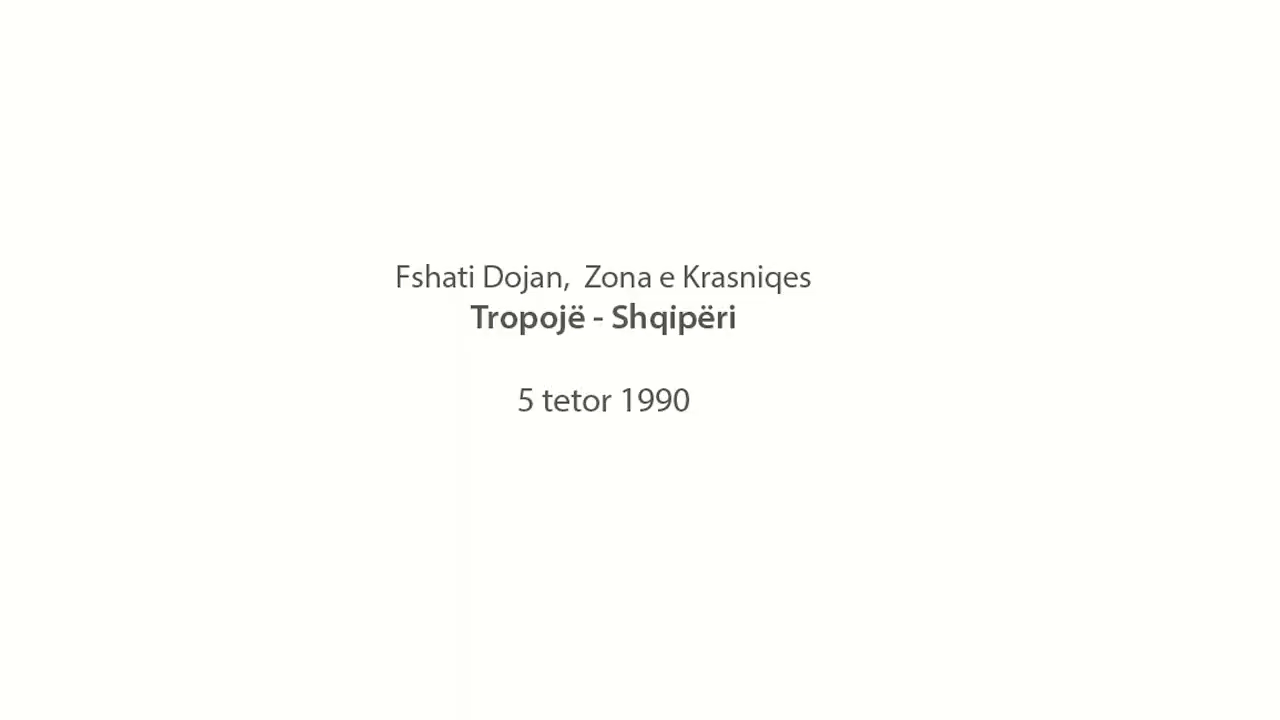 Fshati Dojan,  Zona e Krasniqes
Tropojë - Shqipëri
5 tetor 1990